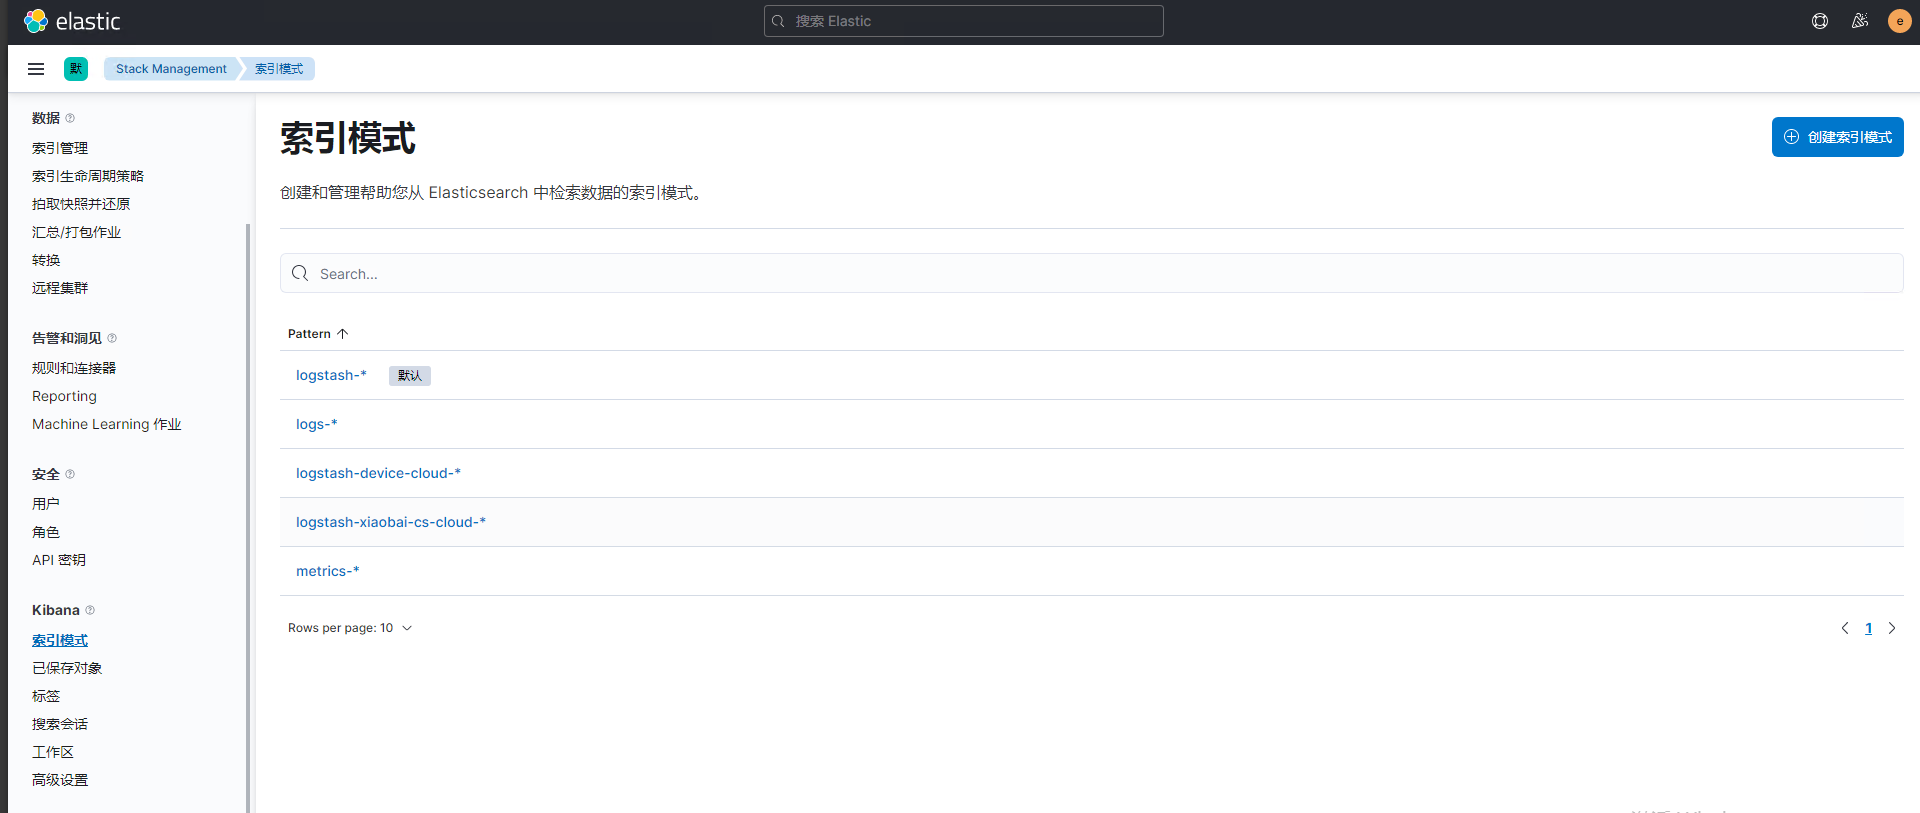 elastic
搜索 Elastic
e
默
Stack Management
索引模式
数据
索引管理
索引生命周期策略
拍取快照并还原
汇总/打包作业
转换
远程集群
告警和洞见
规则和连接器
Reporting
Machine Learning 作业
安全
用户
角色
API 密钥
Kibana
索引模式
已保存对象
标签
搜索会话
工作区
高级设置
索引模式
创建索引模式
创建和管理帮助您从 Elasticsearch 中检索数据的索引模式。
Search...
Pattern
logstash-* 默认
logs-*
logstash-device-cloud-*
logstash-xiaobai-cs-cloud-*
metrics-*
Rows per page: 10
1